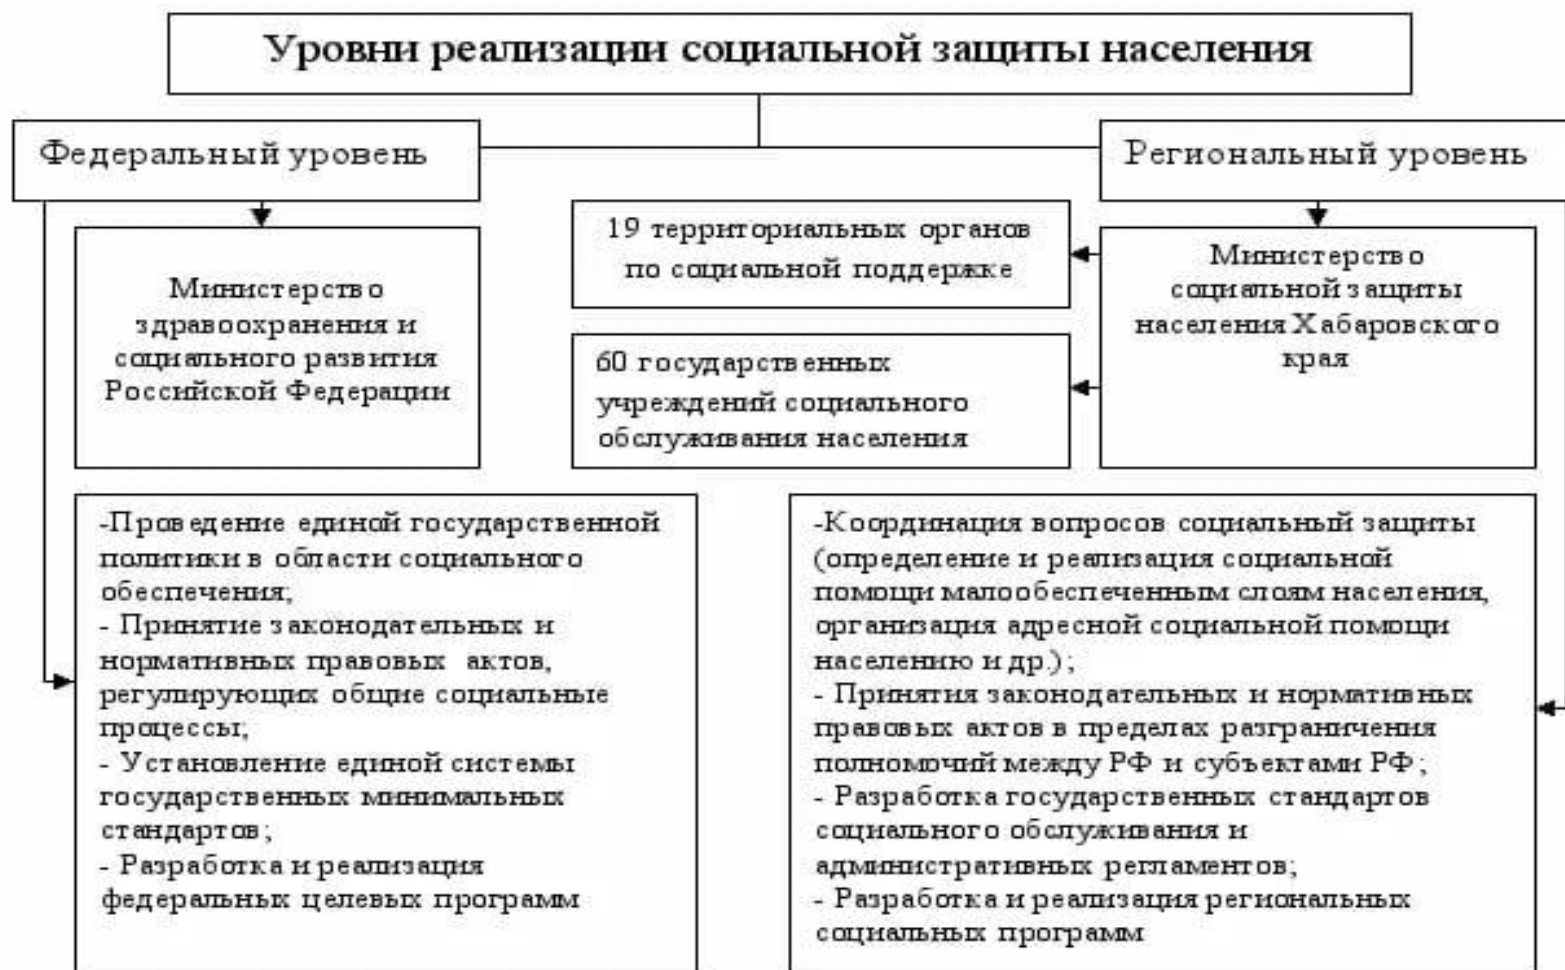 Уровни реализации социальной защиты населения
Федеральный уровень
Региональный уровень
Министерство
здравоохранения и
социального развития
Российской Федерации
19 территориальных органов
по социальной поддержке
60 государственных
учреждений социального
обслуживания населения
Министерство
социальной защиты
населения Хабаровского
края
-Проведение единой государственной
политики в области социального
обеспечения;
- Принятие законодательных и
нормативных правовых актов,
регулирующих общие социальные
процессы;
- Установление единой системы
государственных минимальных
стандартов;
- Разработка и реализация
федеральных целевых программ
-Координация вопросов социальный защиты
(определение и реализация социальной
помощи малообеспеченным слоям населения,
организация адресной социальной помощи
населению и др.);
- Принятия законодательных и нормативных
правовых актов в пределах разграничения
полномочий между РФ и субъектами РФ;
- Разработка государственных стандартов
социального обслуживания и
административных регламентов;
- Разработка и реализация региональных
социальных программ